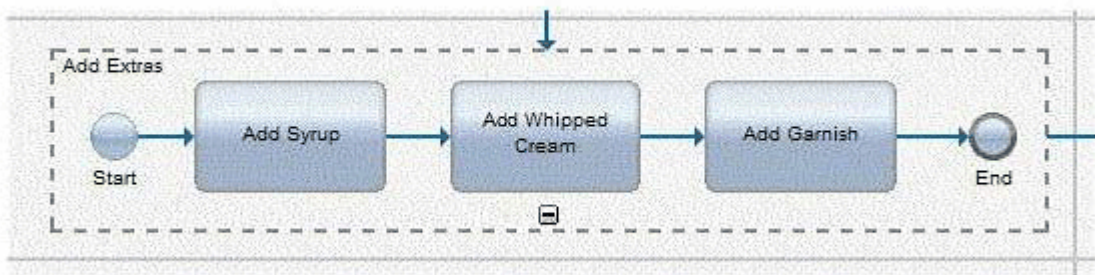 Add Extras
Add Syrup
Add Whipped
Cream
Add Garnish
Start
End